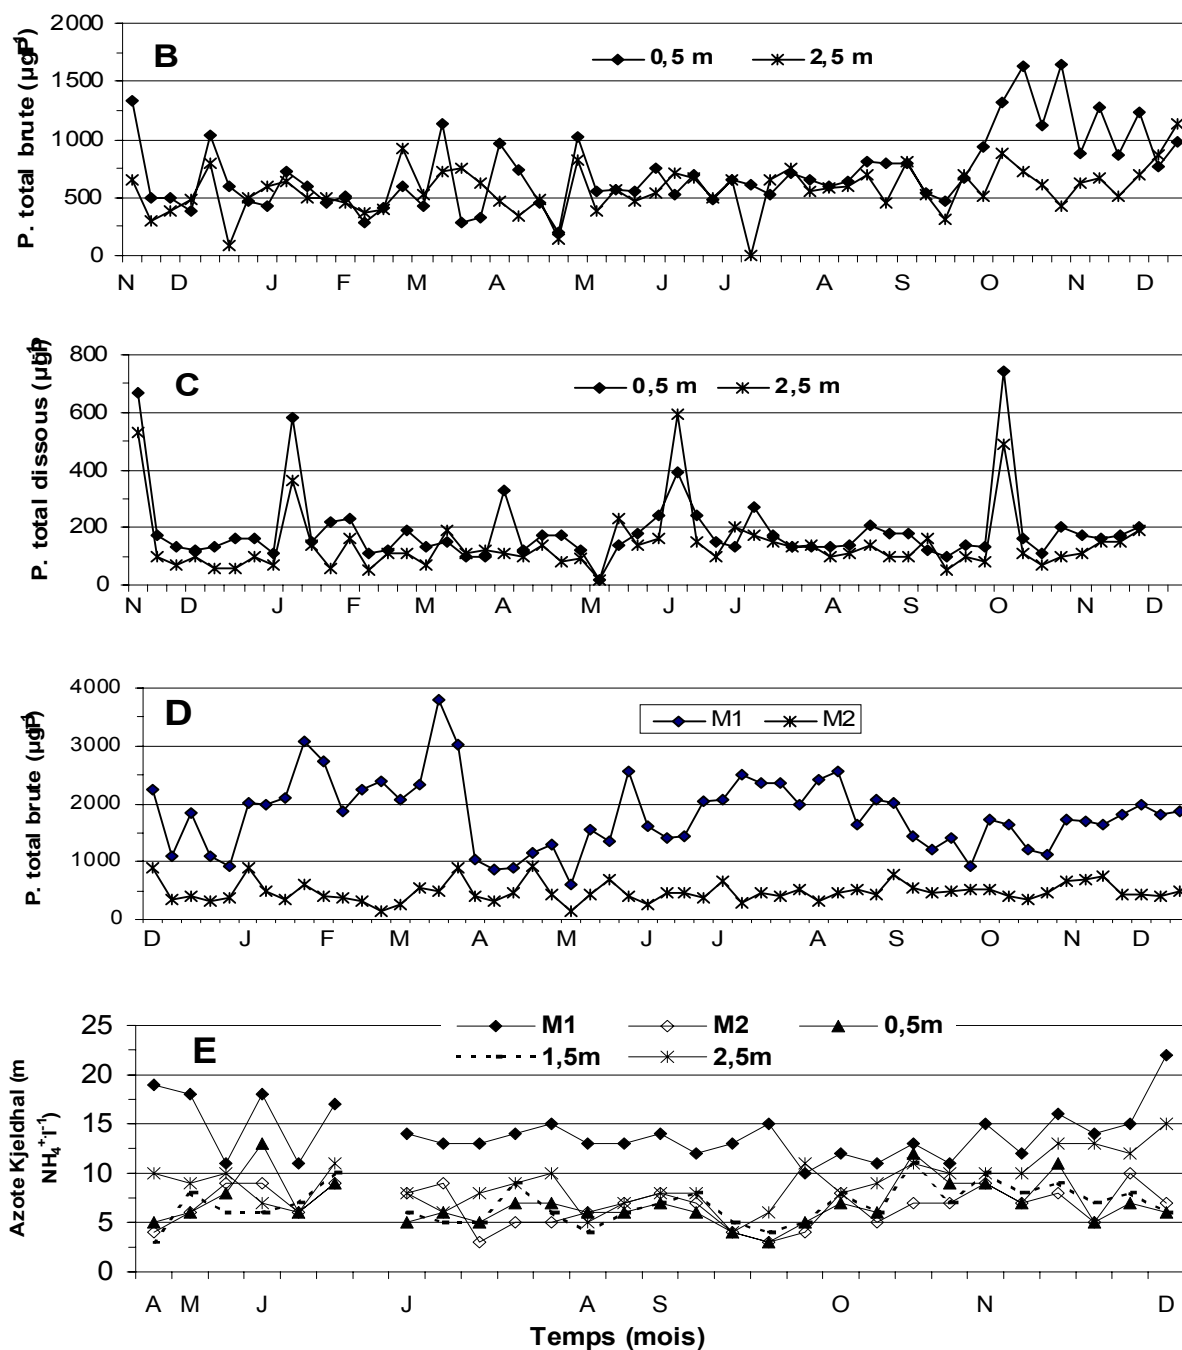 P. total brute (µgP
2000
1500
1000
500
0
B
0,5 m 2,5 m
N D J F M A M J J A S O N D
P. total dissous (µg
800
600
400
200
0
C
0,5 m 2,5 m
N D J F M A M J J A S O N D
P. total brute (µg
4000
3000
2000
1000
0
D
M1 M2
D J F M A M J J A S O N D
Azote Kjeldhal (m
NH₄⁺.l⁻¹)
25
20
15
10
5
0
E
M1 M2 0,5m
1,5m 2,5m
A M J J A S O N D
Temps (mois)